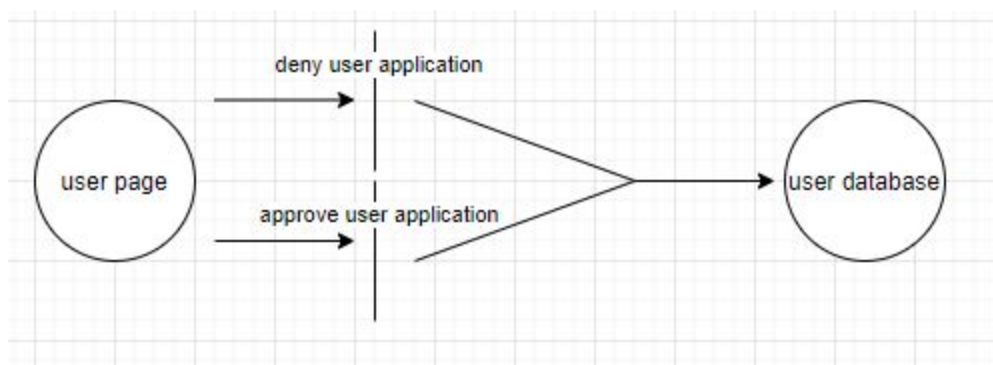 deny user application
user page
user database
approve user application